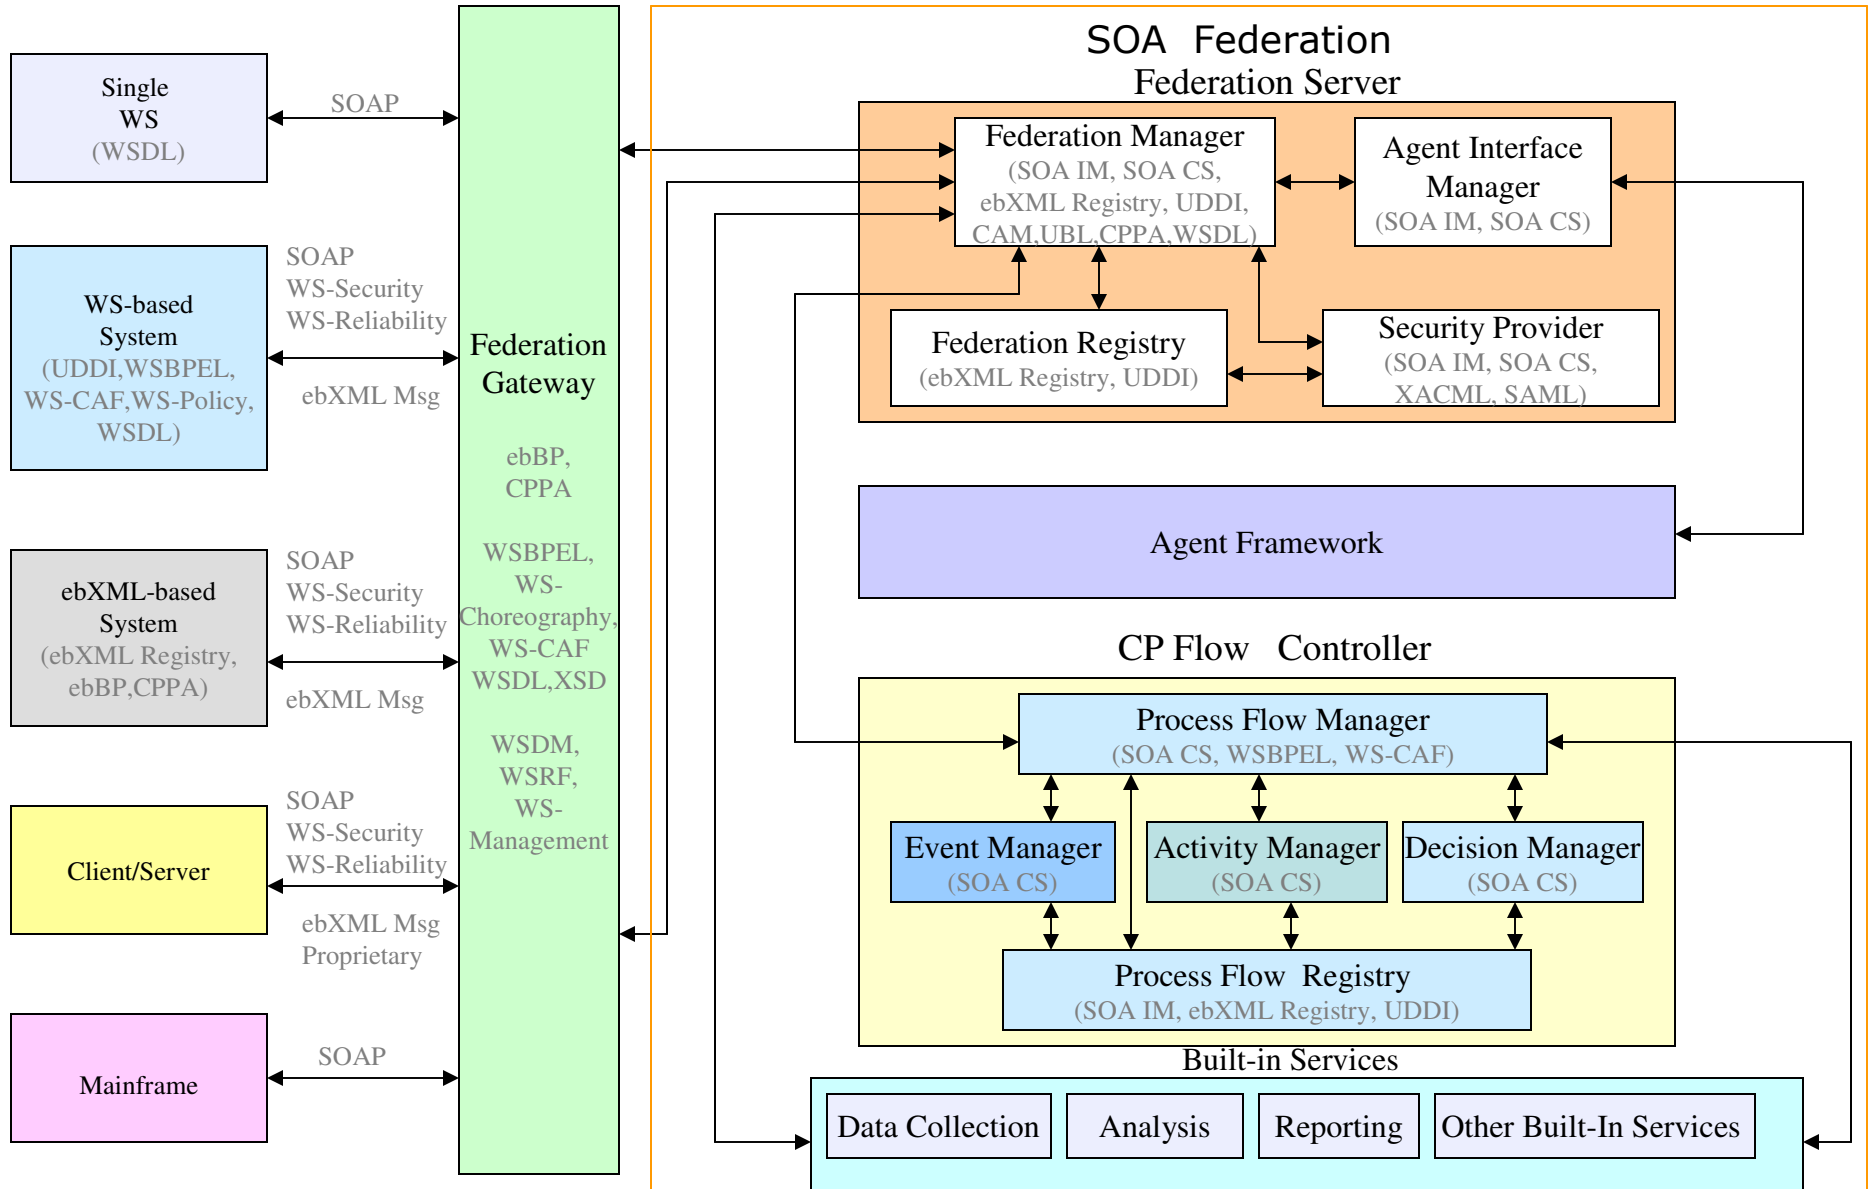 Single
WS
(WSDL)
SOAP
WS-based
System
(UDDI,WSBPEL,
WS-CAF,WS-Policy,
WSDL)
SOAP
WS-Security
WS-Reliability
ebXML Msg
ebXML-based
System
(ebXML Registry,
ebBP,CPPA)
SOAP
WS-Security
WS-Reliability
ebXML Msg
Client/Server
SOAP
WS-Security
WS-Reliability
ebXML Msg
Proprietary
Mainframe
SOAP
Federation
Gateway
ebBP,
CPPA
WSBPEL,
WS-
Choreography,
WS-CAF
WSDL,XSD
WSDM,
WSRF,
WS-
Management
SOA Federation
Federation Server
Federation Manager
(SOA IM, SOA CS,
ebXML Registry, UDDI,
CAM,UBL,CPPA,WSDL)
Agent Interface
Manager
(SOA IM, SOA CS)
Federation Registry
(ebXML Registry, UDDI)
Security Provider
(SOA IM, SOA CS,
XACML, SAML)
Agent Framework
CP Flow Controller
Process Flow Manager
(SOA CS, WSBPEL, WS-CAF)
Event Manager
(SOA CS)
Activity Manager
(SOA CS)
Decision Manager
(SOA CS)
Process Flow Registry
(SOA IM, ebXML Registry, UDDI)
Built-in Services
Data Collection
Analysis
Reporting
Other Built-In Services